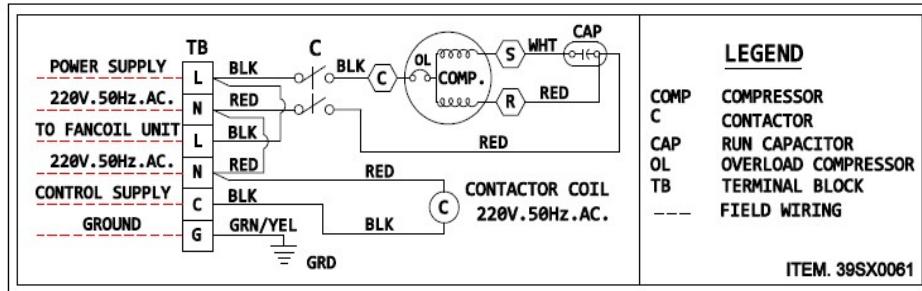 TB
C
CAP
POWER SUPPLY
L
BLK
BLK
C
OL
COMP.
S
WHT
220V.50Hz.AC.
N
RED
R
RED
TO FANCOIL UNIT
L
BLK
RED
220V.50Hz.AC.
N
RED
RED
CONTROL SUPPLY
C
BLK
BLK
C
CONTACTOR COIL
220V.50Hz.AC.
GROUND
G
GRN/YEL
GRD
LEGEND
COMP COMPRESSOR
C CONTACTOR
CAP RUN CAPACITOR
OL OVERLOAD COMPRESSOR
TB TERMINAL BLOCK
--- FIELD WIRING
ITEM. 39SX0061